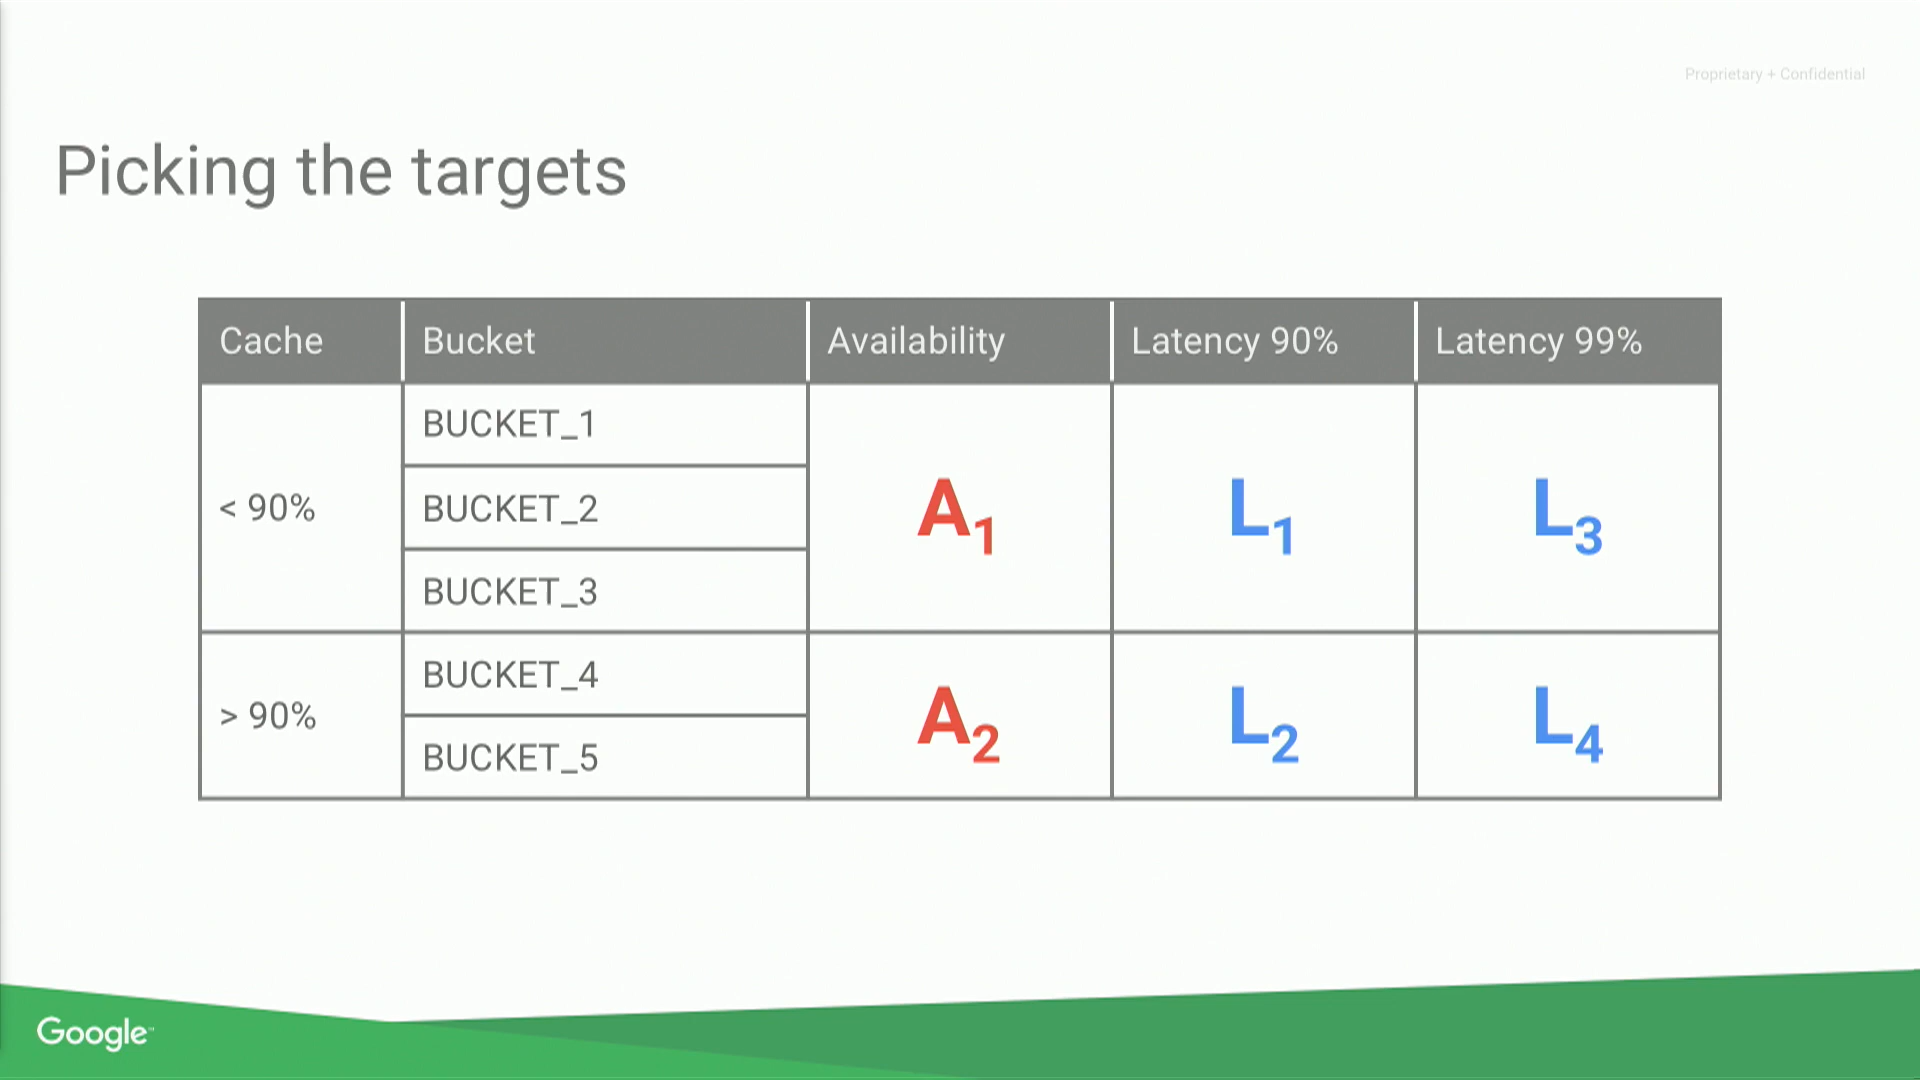 Proprietary + Confidential
Picking the targets
Cache Bucket Availability Latency 90% Latency 99%
BUCKET_1
< 90% BUCKET_2 A1 L1 L3
BUCKET_3
BUCKET_4
> 90% A2 L2 L4
BUCKET_5
Google